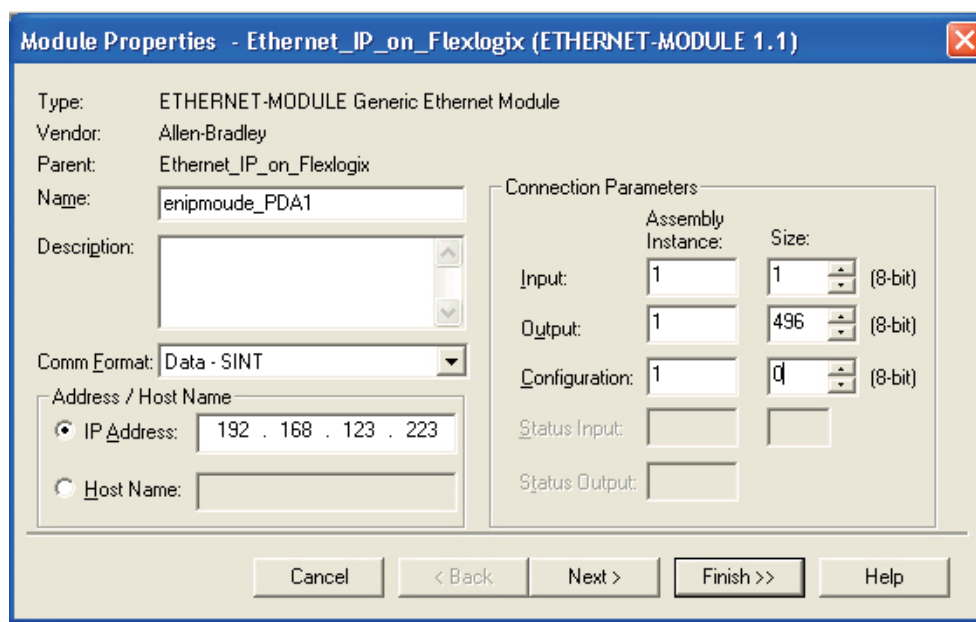 Module Properties - Ethernet_IP_on_Flexlogix (ETHERNET-MODULE 1.1)
Type: ETHERNET-MODULE Generic Ethernet Module
Vendor: Allen-Bradley
Parent: Ethernet_IP_on_Flexlogix
Name: enipmoude_PDA1
Description:
Comm Format: Data - SINT
Address / Host Name
IP Address: 192 . 168 . 123 . 223
Host Name:
Connection Parameters
Assembly Instance: Size:
Input: 1 1 (8-bit)
Output: 1 496 (8-bit)
Configuration: 1 0 (8-bit)
Status Input:
Status Output:
Cancel < Back Next > Finish >> Help